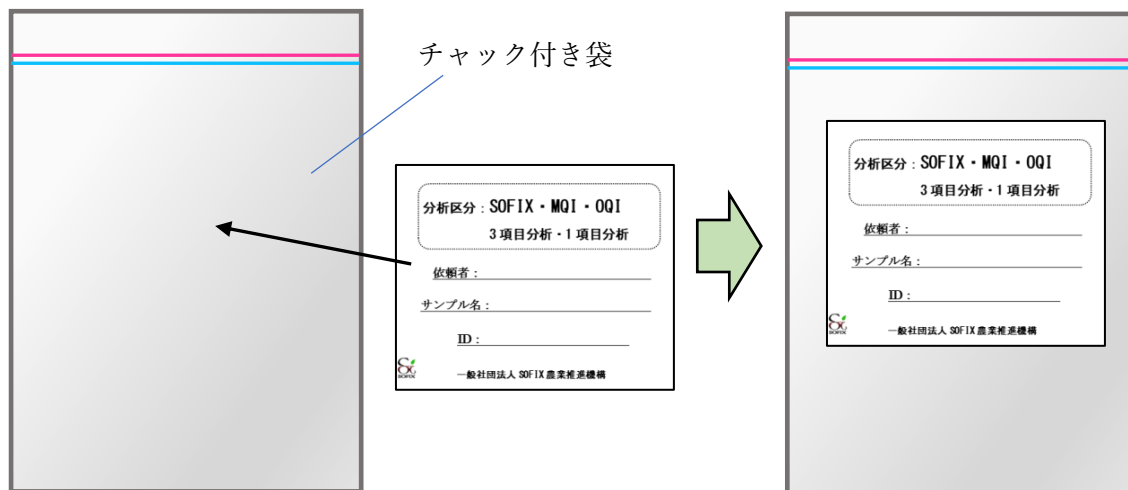 チャック付き袋
分析区分：SOFIX・MQI・OQI
3項目分析・1項目分析
依頼者：
サンプル名：
ID：
SOFIX
一般社団法人 SOFIX農業推進機構
分析区分：SOFIX・MQI・OQI
3項目分析・1項目分析
依頼者：
サンプル名：
ID：
SOFIX
一般社団法人 SOFIX農業推進機構